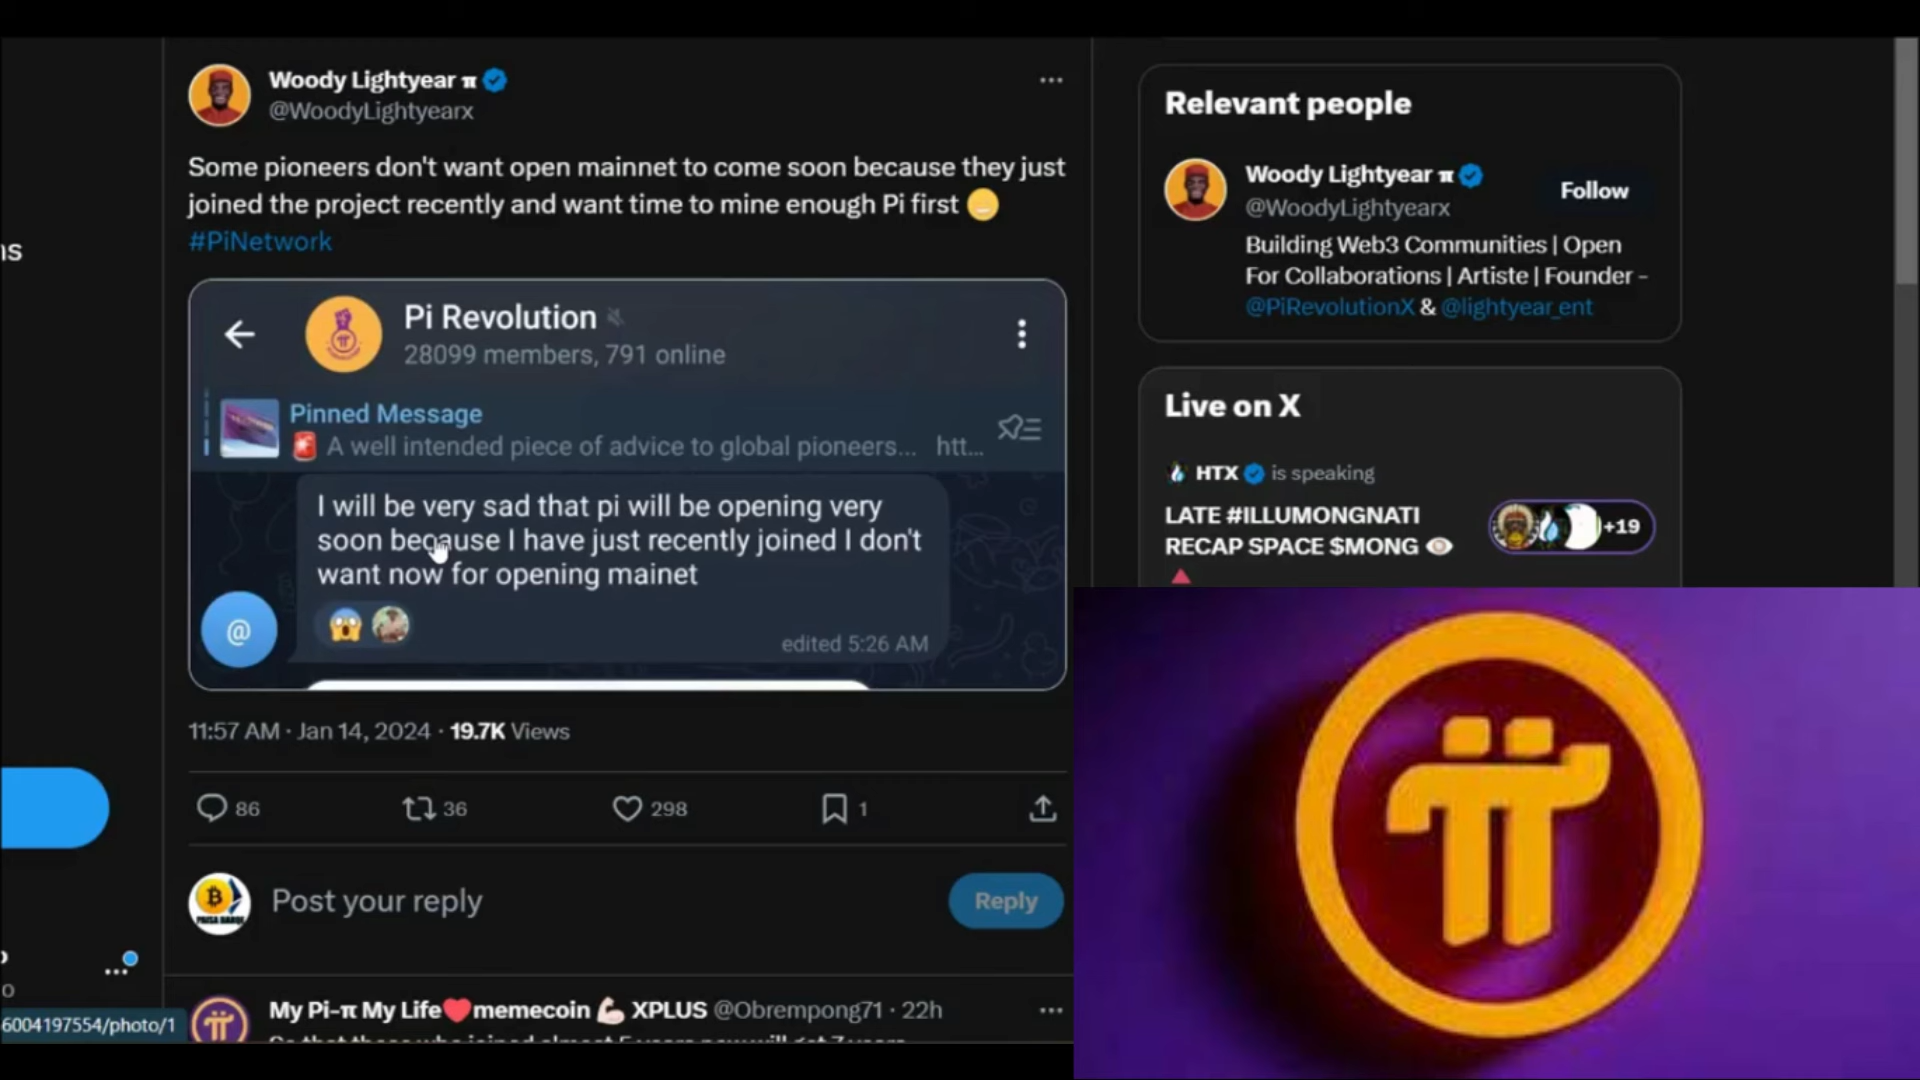 Woody Lightyear π
@WoodyLightyearx
Some pioneers don't want open mainnet to come soon because they just
joined the project recently and want time to mine enough Pi first
#PiNetwork
Pi Revolution
28099 members, 791 online
Pinned Message
A well intended piece of advice to global pioneers... htt...
I will be very sad that pi will be opening very
soon because I have just recently joined I don't
want now for opening mainet
@
edited 5:26 AM
11:57 AM · Jan 14, 2024 · 19.7K Views
86 36 298 1
Post your reply
Reply
My Pi-π My Life❤memecoin 💪 XPLUS @Obrempong71 · 22h
6004197554/photo/1
Relevant people
Woody Lightyear π
@WoodyLightyearx
Follow
Building Web3 Communities | Open
For Collaborations | Artiste | Founder -
@PiRevolutionX & @lightyear_ent
Live on X
HTX is speaking
LATE #ILLUMONGNATI
RECAP SPACE $MONG
+19